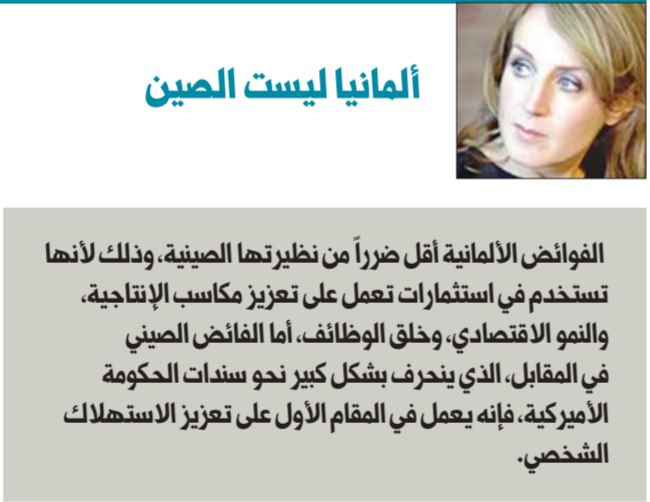 ألمانيا ليست الصين
الفوائض الألمانية أقل ضرراً من نظيرتها الصينية، وذلك لأنها
تستخدم في استثمارات تعمل على تعزيز مكاسب الإنتاجية،
والنمو الاقتصادي، وخلق الوظائف، أما الفائض الصيني
في المقابل، الذي ينحرف بشكل كبير نحو سندات الحكومة
الأميركية، فإنه يعمل في المقام الأول على تعزيز الاستهلاك
الشخصي.